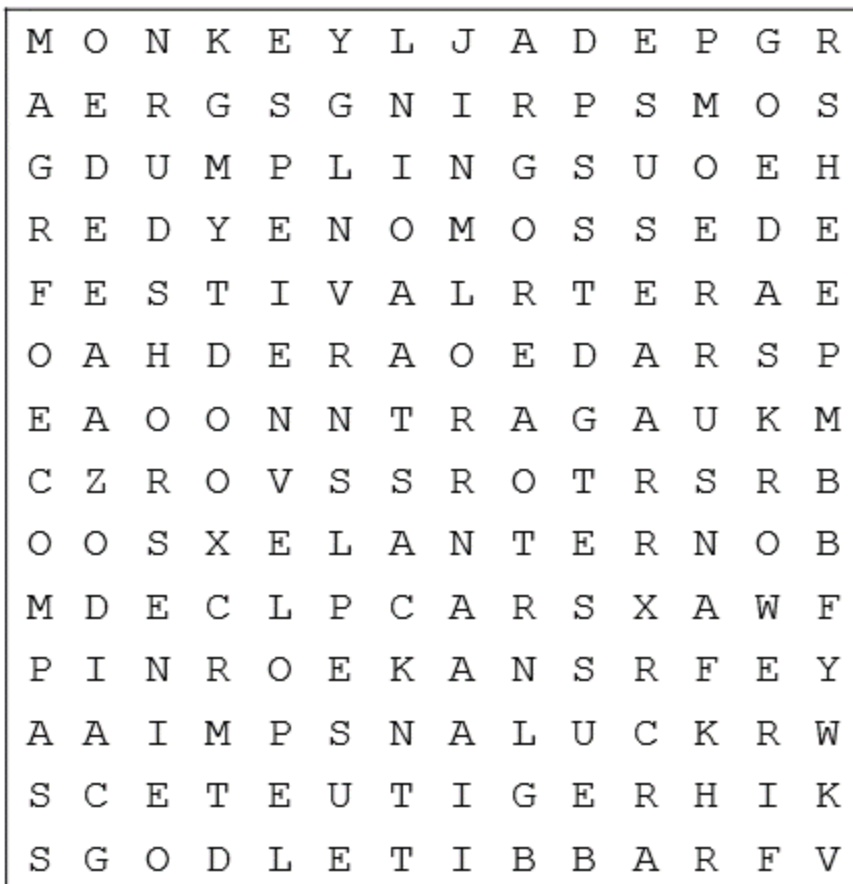 M O N K E Y L J A D E P G R
A E R G S G N I R P S M O S
G D U M P L I N G S U O E H
R E D Y E N O M O S S E D E
F E S T I V A L R T E R A E
O A H D E R A O E D A R S P
E A O O N N T R A G A U K M
C Z R O V S S R O T R S R B
O O S X E L A N T E R N O B
M D E C L P C A R S X A W F
P I N R O E K A N S R F E Y
A A I M P S N A L U C K R W
S C E T E U T I G E R H I K
S G O D L E T I B B A R F V